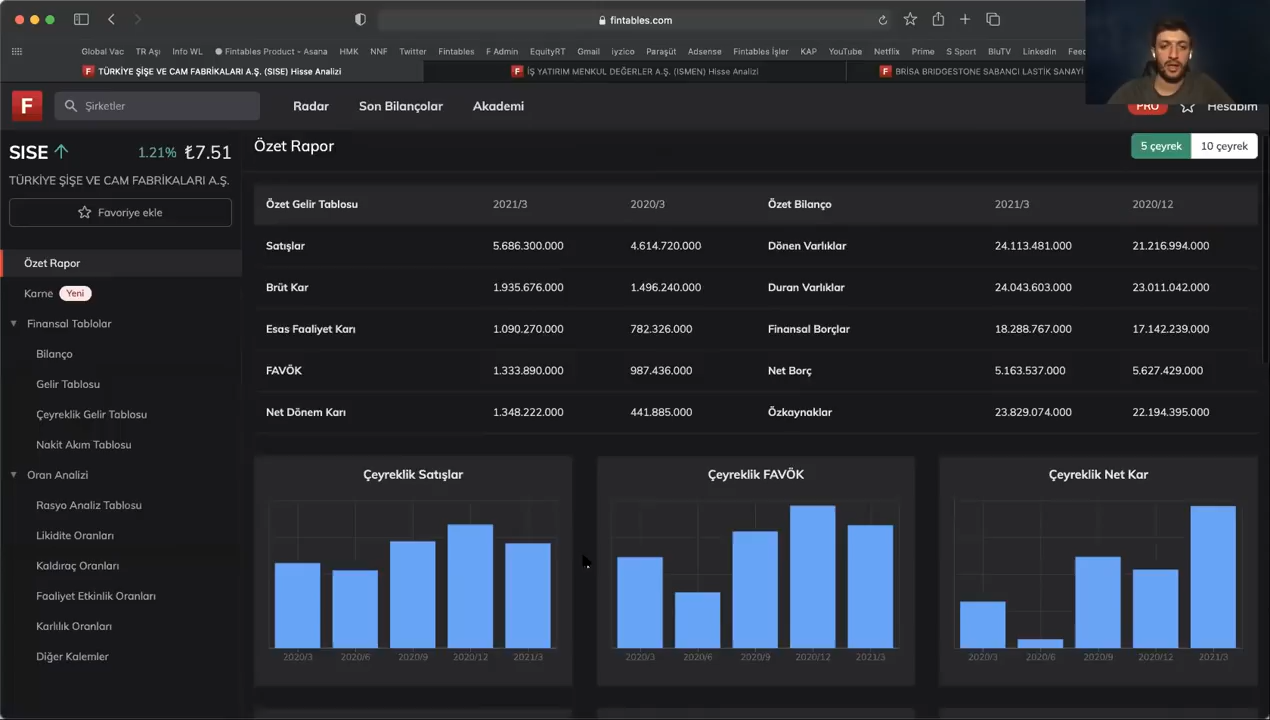 fintables.com
Global Vac TR Aşı Info WL Fintables Product – Asana HMK NNF Twitter Fintables F Admin EquityRT Gmail iyzico Paraşüt Adsense Fintables İşler KAP YouTube Netflix Prime S Sport BluTV LinkedIn
F TÜRKİYE ŞİŞE VE CAM FABRİKALARI A.Ş. (SISE) Hisse Analizi F İŞ YATIRIM MENKUL DEĞERLER A.Ş. (ISMEN) Hisse Analizi F BRİSA BRIDGESTONE SABANCI LASTİK SANAYİ
F Şirketler Radar Son Bilançolar Akademi PRO Hesabım
SISE 1.21% ₺7.51
TÜRKİYE ŞİŞE VE CAM FABRİKALARI A.Ş.
Favoriye ekle
Özet Rapor
Karne Yeni
Finansal Tablolar
Bilanço
Gelir Tablosu
Çeyreklik Gelir Tablosu
Nakit Akım Tablosu
Oran Analizi
Rasyo Analiz Tablosu
Likidite Oranları
Kaldıraç Oranları
Faaliyet Etkinlik Oranları
Karlılık Oranları
Diğer Kalemler
Özet Rapor 5 çeyrek 10 çeyrek
Özet Gelir Tablosu 2021/3 2020/3 Özet Bilanço 2021/3 2020/12
Satışlar 5.686.300.000 4.614.720.000 Dönen Varlıklar 24.113.481.000 21.216.994.000
Brüt Kar 1.935.676.000 1.496.240.000 Duran Varlıklar 24.043.603.000 23.011.042.000
Esas Faaliyet Karı 1.090.270.000 782.326.000 Finansal Borçlar 18.288.767.000 17.142.239.000
FAVÖK 1.333.890.000 987.436.000 Net Borç 5.163.537.000 5.627.429.000
Net Dönem Karı 1.348.222.000 441.885.000 Özkaynaklar 23.829.074.000 22.194.395.000
Çeyreklik Satışlar Çeyreklik FAVÖK Çeyreklik Net Kar
2020/3 2020/6 2020/9 2020/12 2021/3 2020/3 2020/6 2020/9 2020/12 2021/3 2020/3 2020/6 2020/9 2020/12 2021/3